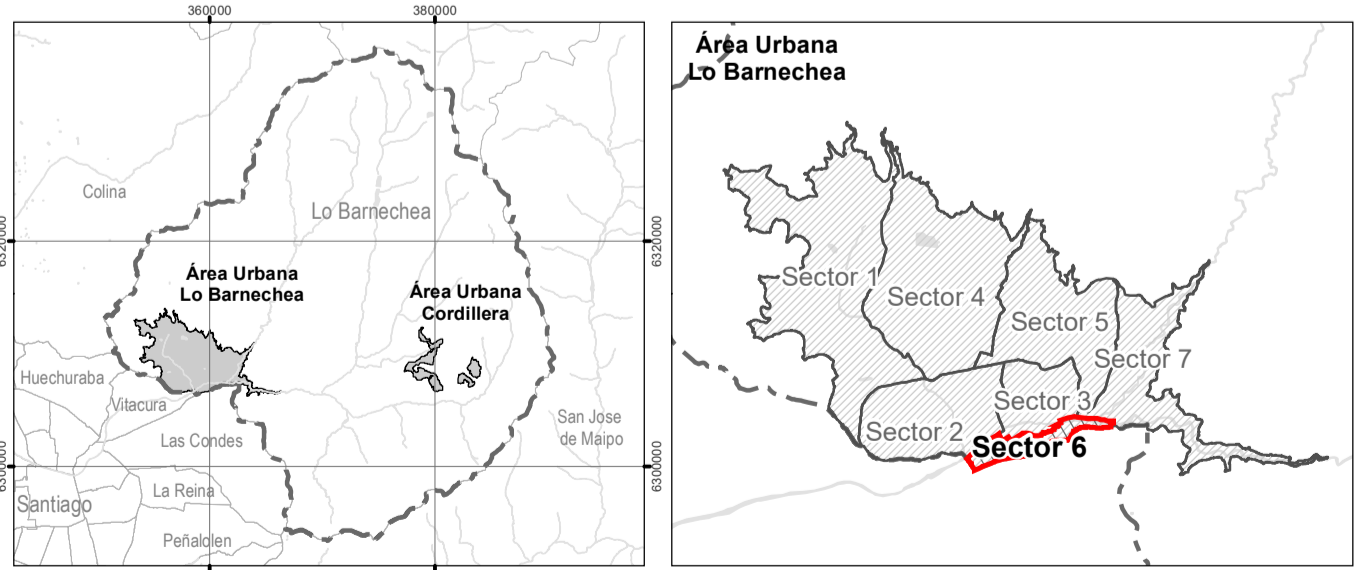 360000
380000
Colina
Lo Barnechea
6320000
6320000
Área Urbana
Lo Barnechea
Área Urbana
Cordillera
Huechuraba
Vitacura
Las Condes
San Jose
de Maipo
6300000
6300000
La Reina
Santiago
Peñalolen
Área Urbana
Lo Barnechea
Sector 1
Sector 4
Sector 5
Sector 7
Sector 3
Sector 2
Sector 6